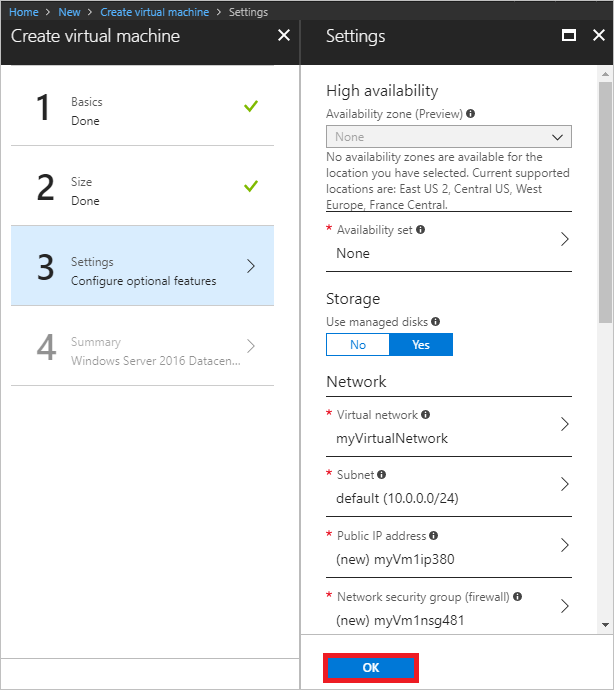 Home > New > Create virtual machine > Settings
Create virtual machine
1
Basics
Done
2
Size
Done
3
Settings
Configure optional features
4
Summary
Windows Server 2016 Datacen...
Settings
High availability
Availability zone (Preview)
None
No availability zones are available for the
location you have selected. Current supported
locations are: East US 2, Central US, West
Europe, France Central.
* Availability set
None
Storage
Use managed disks
No Yes
Network
* Virtual network
myVirtualNetwork
* Subnet
default (10.0.0.0/24)
* Public IP address
(new) myVm1ip380
* Network security group (firewall)
(new) myVm1nsg481
OK